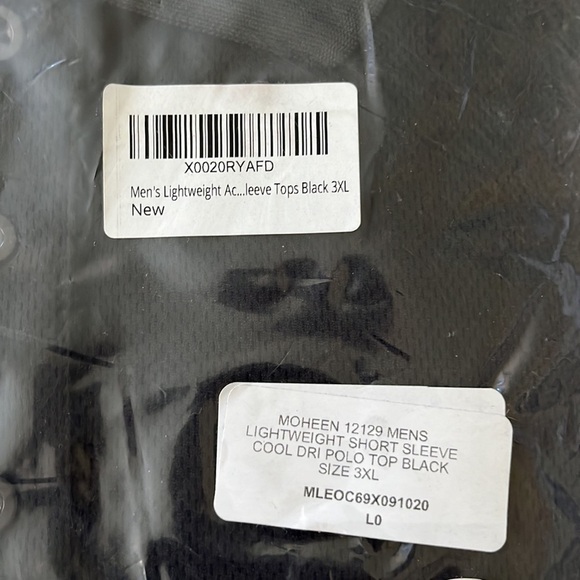 X0020RYAFD
Men's Lightweight Ac...leeve Tops Black 3XL
New
MOHEEN 12129 MENS
LIGHTWEIGHT SHORT SLEEVE
COOL DRI POLO TOP BLACK
SIZE 3XL
MLEOC69X091020
L0